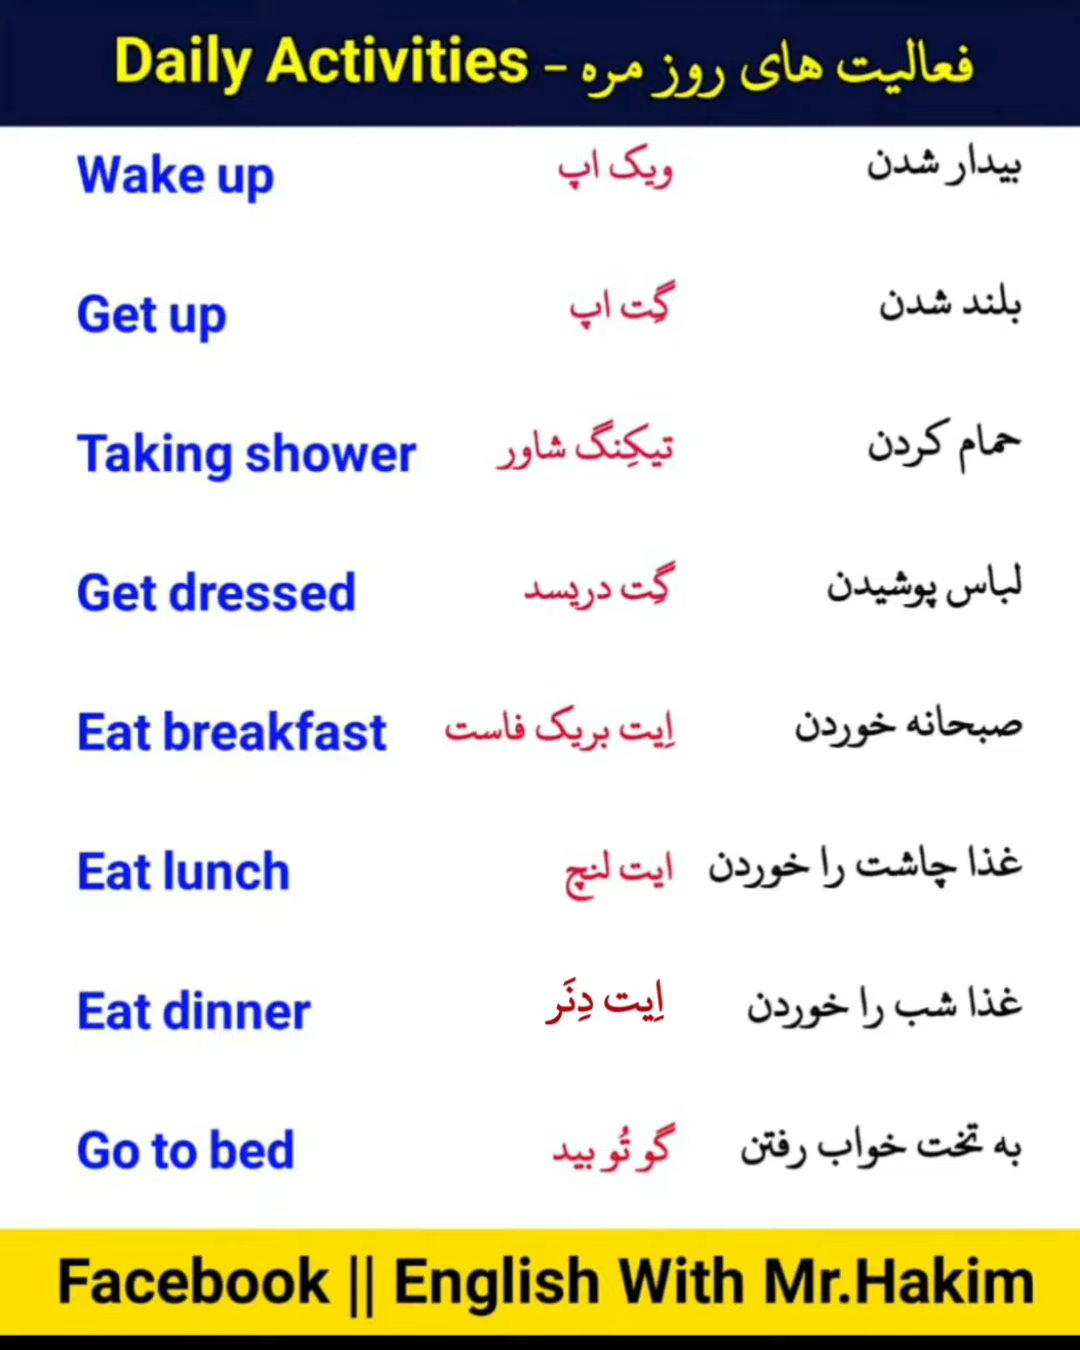 Daily Activities - فعالیت های روز مره
Wake up ویک اپ بیدار شدن
Get up گِت اپ بلند شدن
Taking shower تیکِنگ شاور حمام کردن
Get dressed گِت دریسد لباس پوشیدن
Eat breakfast اِیت بریک فاست صبحانه خوردن
Eat lunch ایت لنچ غذا چاشت را خوردن
Eat dinner اِیت دِنَر غذا شب را خوردن
Go to bed گو تُو بید به تخت خواب رفتن
Facebook || English With Mr.Hakim